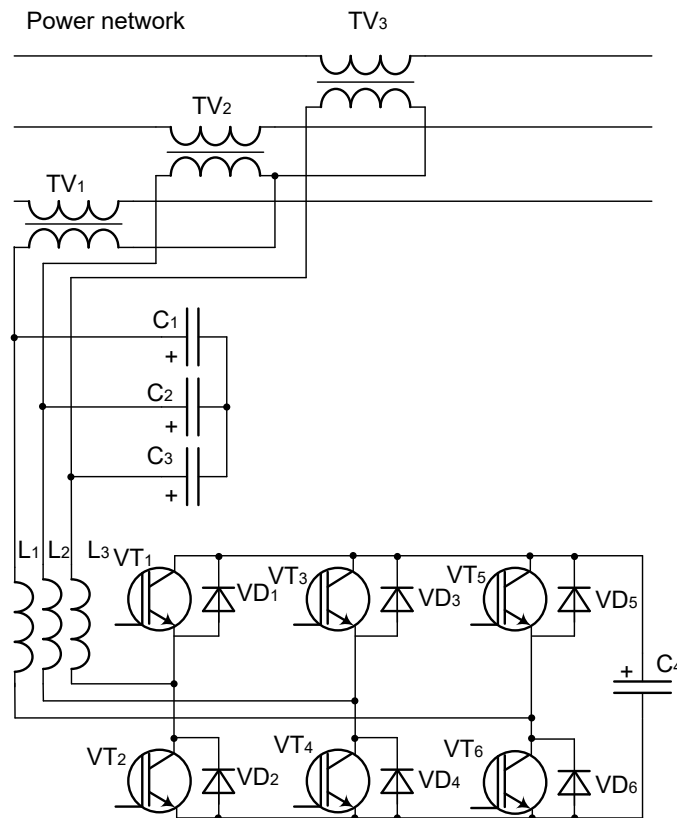 Power network
TV3
TV2
TV1
C1
+
C2
+
C3
+
L1 L2 L3
VT1
VD1
VT3
VD3
VT5
VD5
+
C4
VT2
VD2
VT4
VD4
VT6
VD6